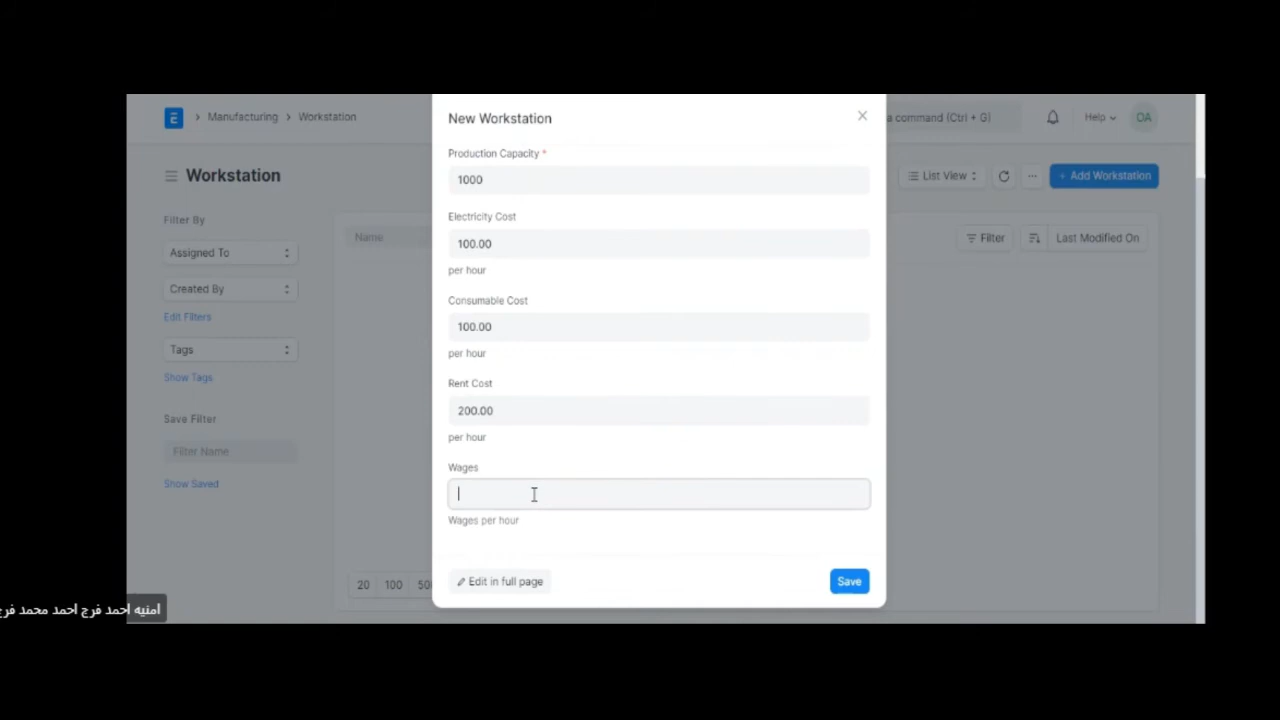 Manufacturing > Workstation
a command (Ctrl + G)
Help
OA
Workstation
List View
+ Add Workstation
Filter By
Assigned To
Created By
Edit Filters
Tags
Show Tags
Save Filter
Filter Name
Show Saved
Name
Filter
Last Modified On
20
100
New Workstation
Production Capacity *
1000
Electricity Cost
100.00
per hour
Consumable Cost
100.00
per hour
Rent Cost
200.00
per hour
Wages
Wages per hour
Edit in full page
Save
امنيه احمد فرج احمد محمد فرج